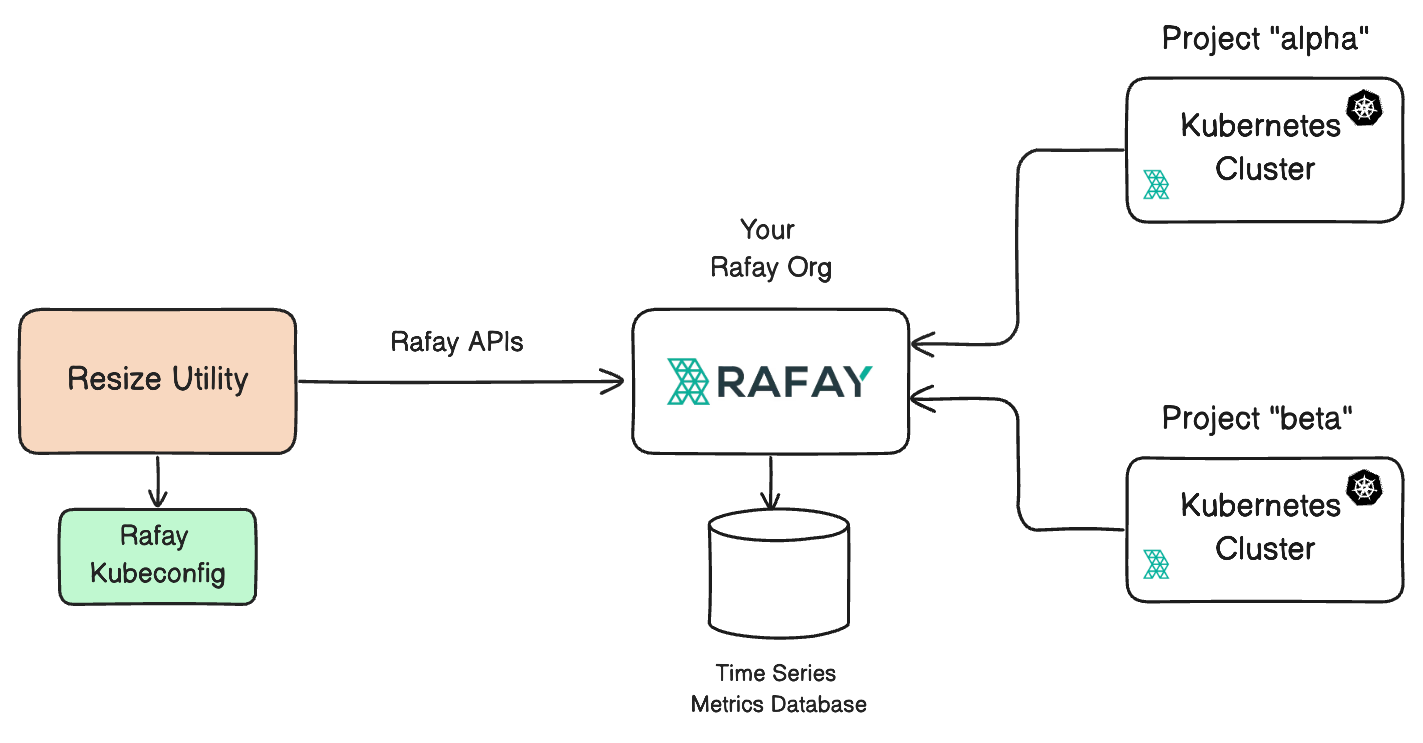 Project "alpha"
Kubernetes
Cluster
Your
Rafay Org
Rafay APIs
Resize Utility
RAFAY
Project "beta"
Kubernetes
Cluster
Rafay
Kubeconfig
Time Series
Metrics Database